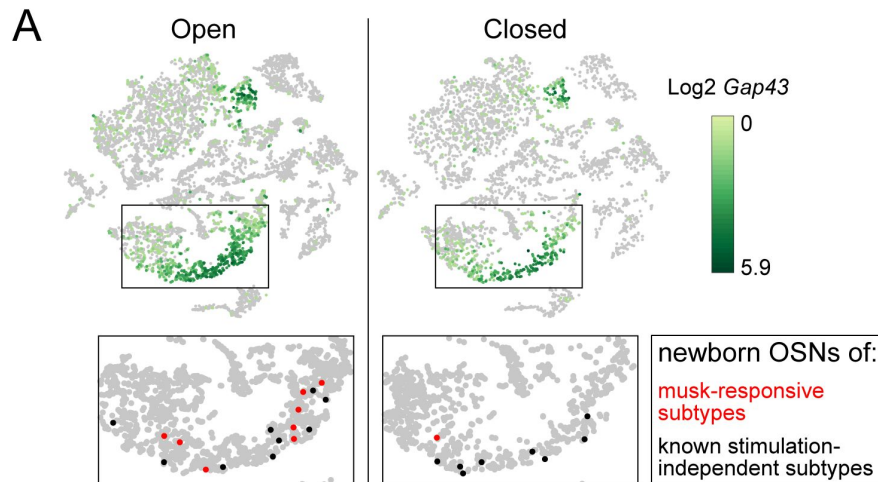 A
Open
Closed
Log2 Gap43
0
5.9
newborn OSNs of:
musk-responsive
subtypes
known stimulation-
independent subtypes